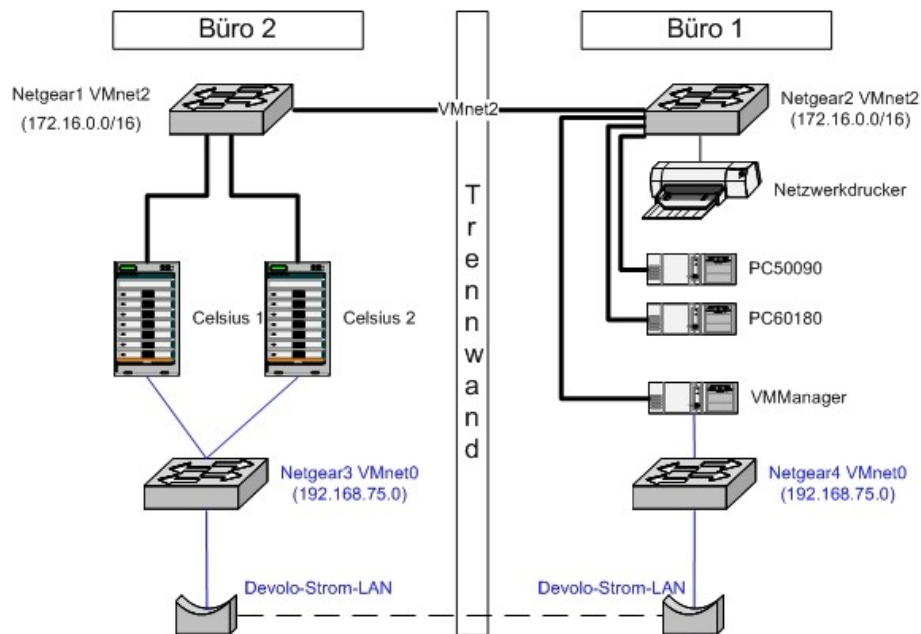 Büro 2
Büro 1
Netgear1 VMnet2
(172.16.0.0/16)
VMnet2
Netgear2 VMnet2
(172.16.0.0/16)
Trennwand
Netzwerkdrucker
PC50090
Celsius 1
Celsius 2
PC60180
VMManager
Netgear3 VMnet0
(192.168.75.0)
Netgear4 VMnet0
(192.168.75.0)
Devolo-Strom-LAN
Devolo-Strom-LAN